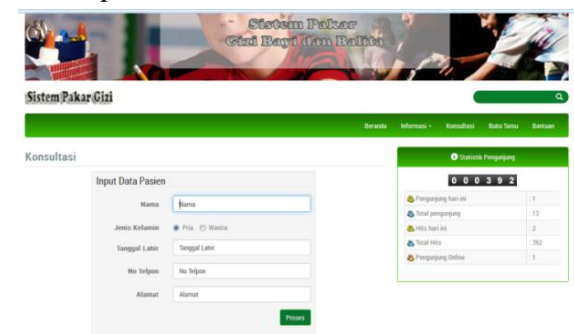 Sistem Pakar
Gizi Bayi dan Balita
Sistem Pakar Gizi
Beranda Informasi Konsultasi Buku Tamu Bantuan
Konsultasi
Input Data Pasien
Nama Nama
Jenis Kelamin Pria Wanita
Tanggal Lahir Tanggal Lahir
No Telpon No Telpon
Alamat Alamat
Proses
Statistik Pengunjung
0 0 0 3 9 2
Pengunjung hari ini : 1
Total pengunjung : 13
Hits hari ini : 2
Total Hits : 392
Pengunjung Online : 1